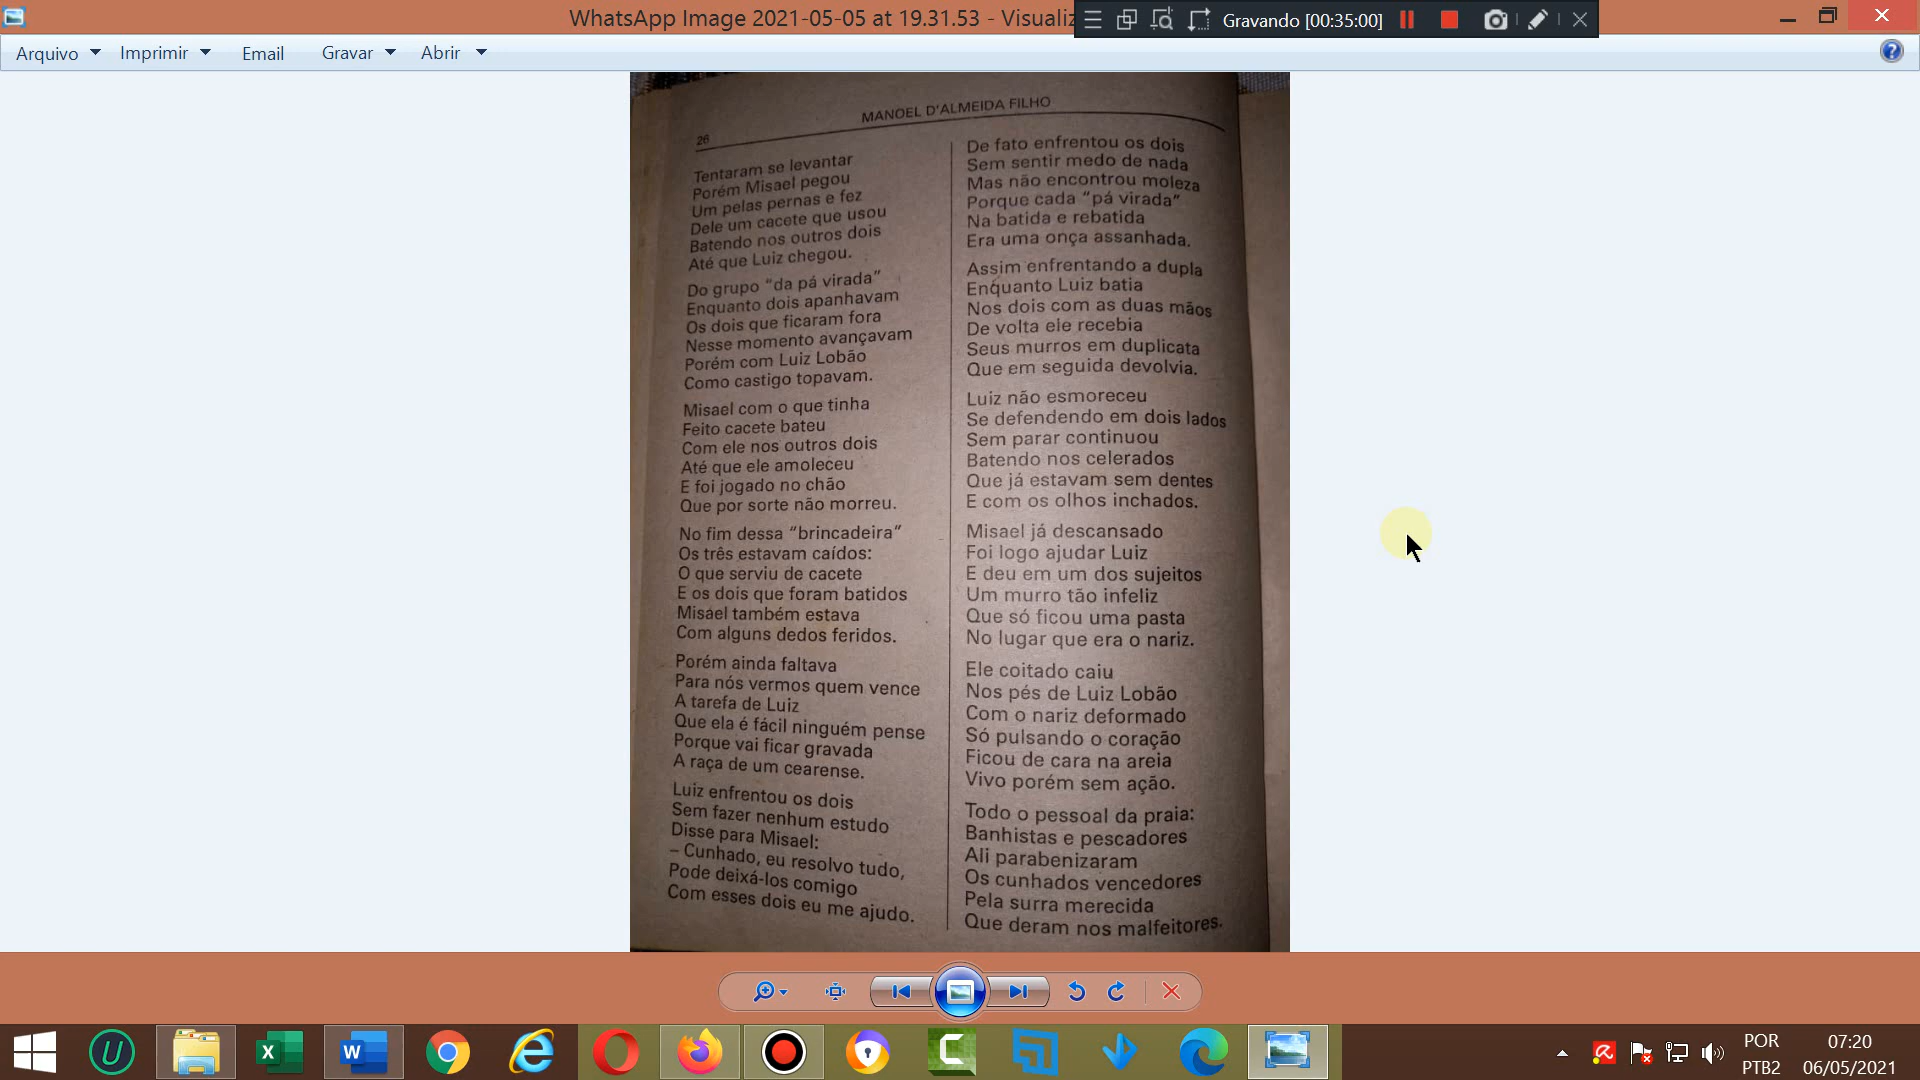 WhatsApp Image 2021-05-05 at 19.31.53 - Visualiz
Gravando [00:35:00]
Arquivo
Imprimir
Email
Gravar
Abrir
MANOEL D'ALMEIDA FILHO
26
Tentaram se levantar
Porém Misael pegou
Um pelas pernas e fez
Dele um cacete que usou
Batendo nos outros dois
Até que Luiz chegou.
Do grupo "da pá virada"
Enquanto dois apanhavam
Os dois que ficaram fora
Nesse momento avançavam
Porém com Luiz Lobão
Como castigo topavam.
Misael com o que tinha
Feito cacete bateu
Com ele nos outros dois
Até que ele amoleceu
E foi jogado no chão
Que por sorte não morreu.
No fim dessa "brincadeira"
Os três estavam caídos:
O que serviu de cacete
E os dois que foram batidos
Misael também estava
Com alguns dedos feridos.
Porém ainda faltava
Para nós vermos quem vence
A tarefa de Luiz
Que ela é fácil ninguém pense
Porque vai ficar gravada
A raça de um cearense.
Luiz enfrentou os dois
Sem fazer nenhum estudo
Disse para Misael:
– Cunhado, eu resolvo tudo,
Pode deixá-los comigo
Com esses dois eu me ajudo.
De fato enfrentou os dois
Sem sentir medo de nada
Mas não encontrou moleza
Porque cada "pá virada"
Na batida e rebatida
Era uma onça assanhada.
Assim enfrentando a dupla
Enquanto Luiz batia
Nos dois com as duas mãos
De volta ele recebia
Seus murros em duplicata
Que em seguida devolvia.
Luiz não esmoreceu
Se defendendo em dois lados
Sem parar continuou
Batendo nos celerados
Que já estavam sem dentes
E com os olhos inchados.
Misael já descansado
Foi logo ajudar Luiz
E deu em um dos sujeitos
Um murro tão infeliz
Que só ficou uma pasta
No lugar que era o nariz.
Ele coitado caiu
Nos pés de Luiz Lobão
Com o nariz deformado
Só pulsando o coração
Ficou de cara na areia
Vivo porém sem ação.
Todo o pessoal da praia:
Banhistas e pescadores
Ali parabenizaram
Os cunhados vencedores
Pela surra merecida
Que deram nos malfeitores.
POR
PTB2
07:20
06/05/2021